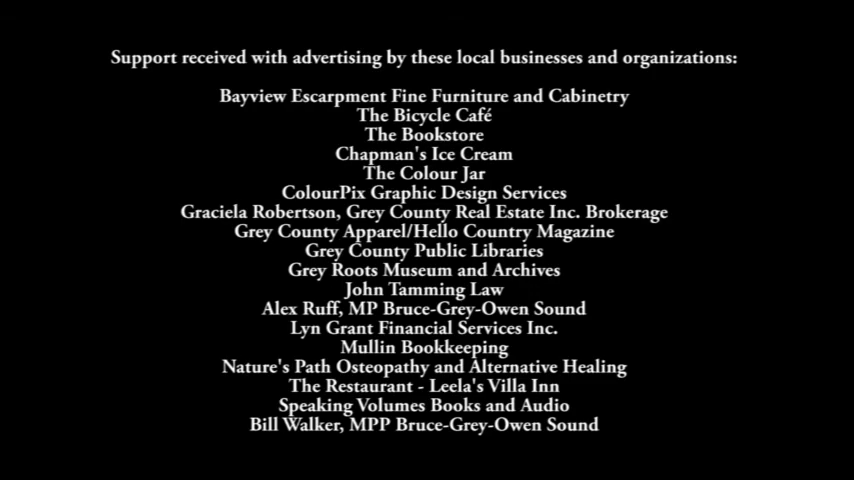 Support received with advertising by these local businesses and organizations:
Bayview Escarpment Fine Furniture and Cabinetry
The Bicycle Café
The Bookstore
Chapman's Ice Cream
The Colour Jar
ColourPix Graphic Design Services
Graciela Robertson, Grey County Real Estate Inc. Brokerage
Grey County Apparel/Hello Country Magazine
Grey County Public Libraries
Grey Roots Museum and Archives
John Tamming Law
Alex Ruff, MP Bruce-Grey-Owen Sound
Lyn Grant Financial Services Inc.
Mullin Bookkeeping
Nature's Path Osteopathy and Alternative Healing
The Restaurant - Leela's Villa Inn
Speaking Volumes Books and Audio
Bill Walker, MPP Bruce-Grey-Owen Sound